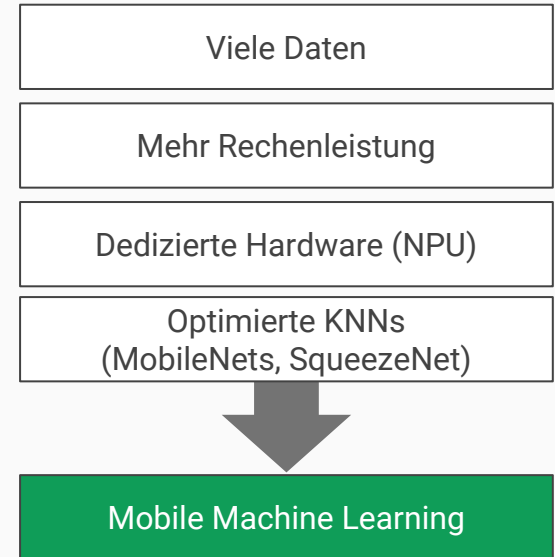 Viele Daten
Mehr Rechenleistung
Dedizierte Hardware (NPU)
Optimierte KNNs
(MobileNets, SqueezeNet)
Mobile Machine Learning